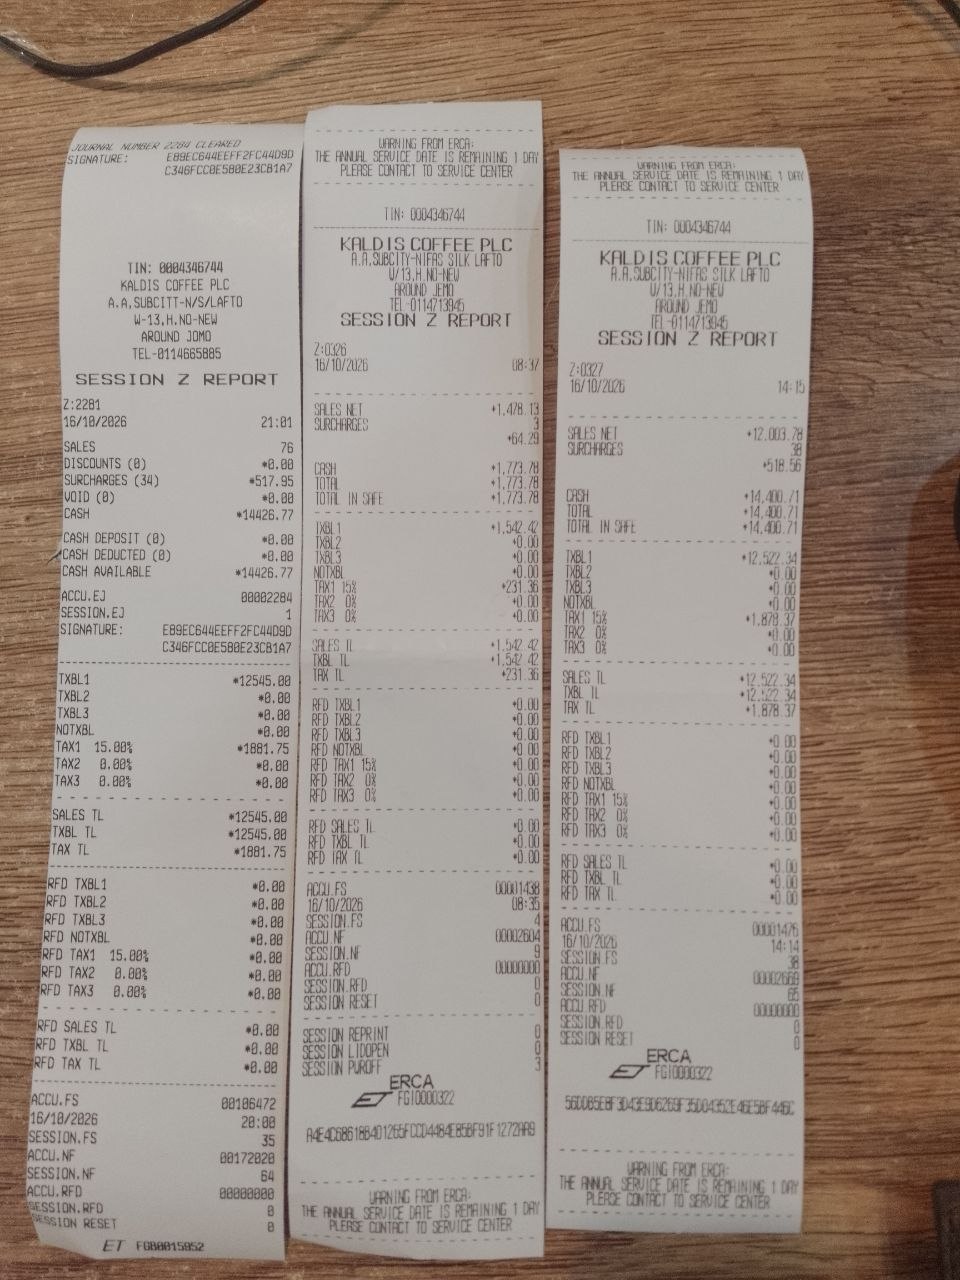 JOURNAL NUMBER 2284 CLEARED
SIGNATURE: E89EC644EEFF2FC44D9D
C346FCC0E580E23CB1A7
TIN: 0004346744
KALDIS COFFEE PLC
A.A,SUBCITT-N/S/LAFTO
W-13,H.NO-NEW
AROUND JOMO
TEL-0114665885
SESSION Z REPORT
Z:2281
16/10/2026 21:01
SALES 76
DISCOUNTS (0) *0.00
SURCHARGES (34) *517.95
VOID (0) *0.00
CASH *14426.77
CASH DEPOSIT (0) *0.00
CASH DEDUCTED (0) *0.00
CASH AVAILABLE *14426.77
ACCU.EJ 00002284
SESSION.EJ 1
SIGNATURE: E89EC644EEFF2FC44D9D
C346FCC0E580E23CB1A7
TXBL1 *12545.00
TXBL2 *0.00
TXBL3 *0.00
NOTXBL *0.00
TAX1 15.00% *1881.75
TAX2 0.00% *0.00
TAX3 0.00% *0.00
SALES TL *12545.00
TXBL TL *12545.00
TAX TL *1881.75
RFD TXBL1 *0.00
RFD TXBL2 *0.00
RFD TXBL3 *0.00
RFD NOTXBL *0.00
RFD TAX1 15.00% *0.00
RFD TAX2 0.00% *0.00
RFD TAX3 0.00% *0.00
RFD SALES TL *0.00
RFD TXBL TL *0.00
RFD TAX TL *0.00
ACCU.FS 00106472
16/10/2026 20:00
SESSION.FS 35
ACCU.NF 00172020
SESSION.NF 64
ACCU.RFD 00000000
SESSION.RFD 0
SESSION RESET 0
ET FGB0015952
WARNING FROM ERCA:
THE ANNUAL SERVICE DATE IS REMAINING 1 DAY
PLEASE CONTACT TO SERVICE CENTER
TIN: 0004346744
KALDIS COFFEE PLC
A.A,SUBCITY-NIFAS SILK LAFTO
W/13,H.NO-NEW
AROUND JEMO
TEL-0114713945
SESSION Z REPORT
Z:0326
16/10/2026 08:37
SALES NET *1,478.13
SURCHARGES 3
*64.29
CASH *1,773.78
TOTAL *1,773.78
TOTAL IN SAFE *1,773.78
TXBL1 *1,542.42
TXBL2 *0.00
TXBL3 *0.00
NOTXBL *0.00
TAX1 15% *231.36
TAX2 0% *0.00
TAX3 0% *0.00
SALES TL *1,542.42
TXBL TL *1,542.42
TAX TL *231.36
RFD TXBL1 *0.00
RFD TXBL2 *0.00
RFD TXBL3 *0.00
RFD NOTXBL *0.00
RFD TAX1 15% *0.00
RFD TAX2 0% *0.00
RFD TAX3 0% *0.00
RFD SALES TL *0.00
RFD TXBL TL *0.00
RFD TAX TL *0.00
ACCU.FS 00001438
16/10/2026 08:35
SESSION.FS 4
ACCU.NF 00002604
SESSION.NF 9
ACCU.RFD 00000000
SESSION.RFD 0
SESSION RESET 0
SESSION REPRINT 0
SESSION LIDOPEN 0
SESSION PWROFF 3
ERCA
ET FGI0000322
WARNING FROM ERCA:
THE ANNUAL SERVICE DATE IS REMAINING 1 DAY
PLEASE CONTACT TO SERVICE CENTER
WARNING FROM ERCA:
THE ANNUAL SERVICE DATE IS REMAINING 1 DAY
PLEASE CONTACT TO SERVICE CENTER
TIN: 0004346744
KALDIS COFFEE PLC
A.A,SUBCITY-NIFAS SILK LAFTO
W/13,H.NO-NEW
AROUND JEMO
TEL-0114713945
SESSION Z REPORT
Z:0327
16/10/2026 14:15
SALES NET *12,003.78
SURCHARGES 38
*518.56
CASH *14,400.71
TOTAL *14,400.71
TOTAL IN SAFE *14,400.71
TXBL1 *12,522.34
TXBL2 *0.00
TXBL3 *0.00
NOTXBL *0.00
TAX1 15% *1,878.37
TAX2 0% *0.00
TAX3 0% *0.00
SALES TL *12,522.34
TXBL TL *12,522.34
TAX TL *1,878.37
RFD TXBL1 *0.00
RFD TXBL2 *0.00
RFD TXBL3 *0.00
RFD NOTXBL *0.00
RFD TAX1 15% *0.00
RFD TAX2 0% *0.00
RFD TAX3 0% *0.00
RFD SALES TL *0.00
RFD TXBL TL *0.00
RFD TAX TL *0.00
ACCU.FS 00001476
16/10/2026 14:14
SESSION.FS 38
ACCU.NF 00002669
SESSION.NF 65
ACCU.RFD 00000000
SESSION.RFD 0
SESSION RESET 0
ERCA
ET FGI0000322
WARNING FROM ERCA:
THE ANNUAL SERVICE DATE IS REMAINING 1 DAY
PLEASE CONTACT TO SERVICE CENTER